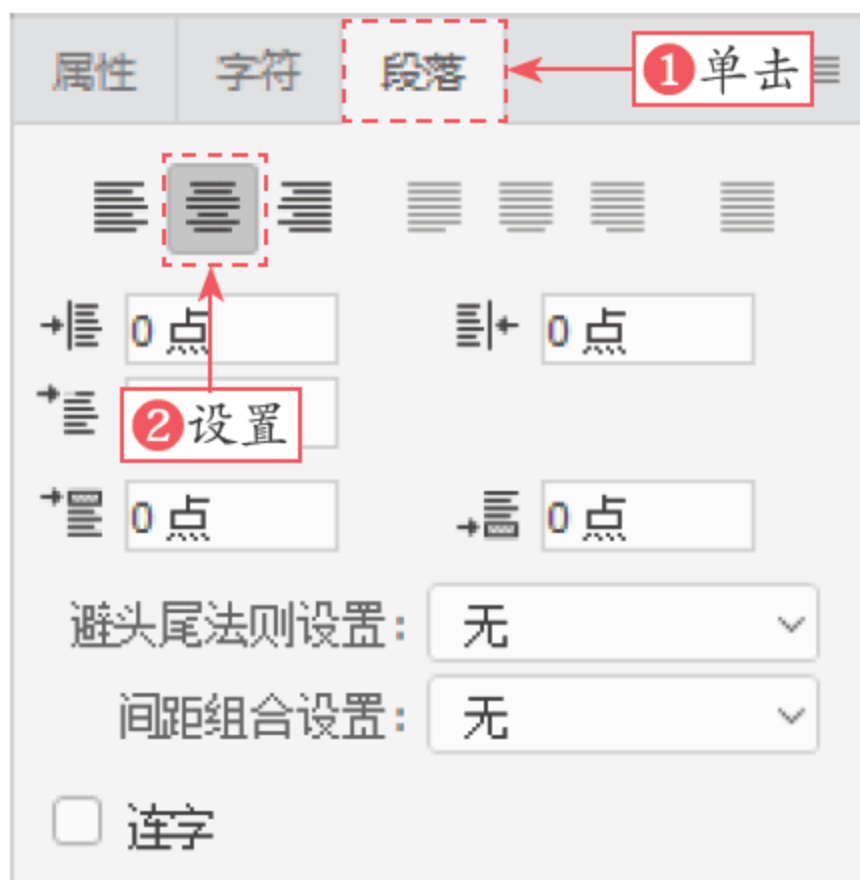 属性 字符 段落 ❶单击
0 点 0 点
❷设置
0 点 0 点
避头尾法则设置： 无
间距组合设置： 无
连字